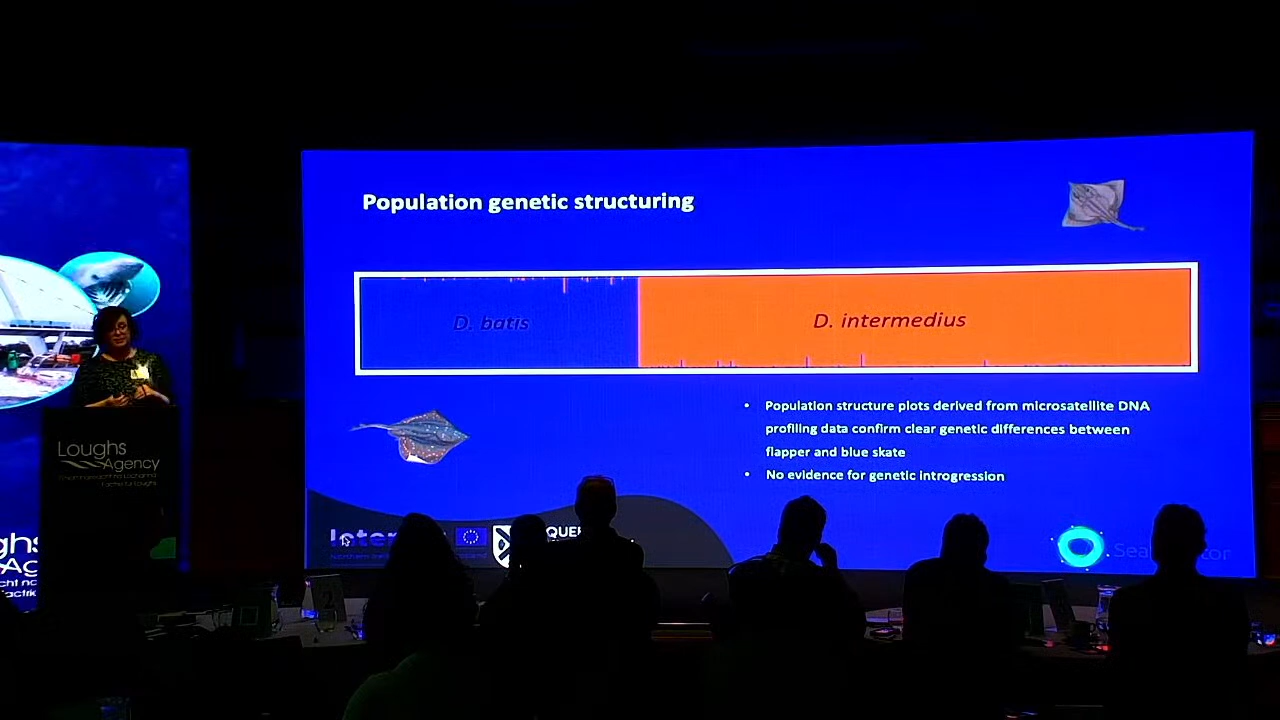 Population genetic structuring
D. batis
D. intermedius
• Population structure plots derived from microsatellite DNA
profiling data confirm clear genetic differences between
flapper and blue skate
• No evidence for genetic introgression
Loughs
Agency